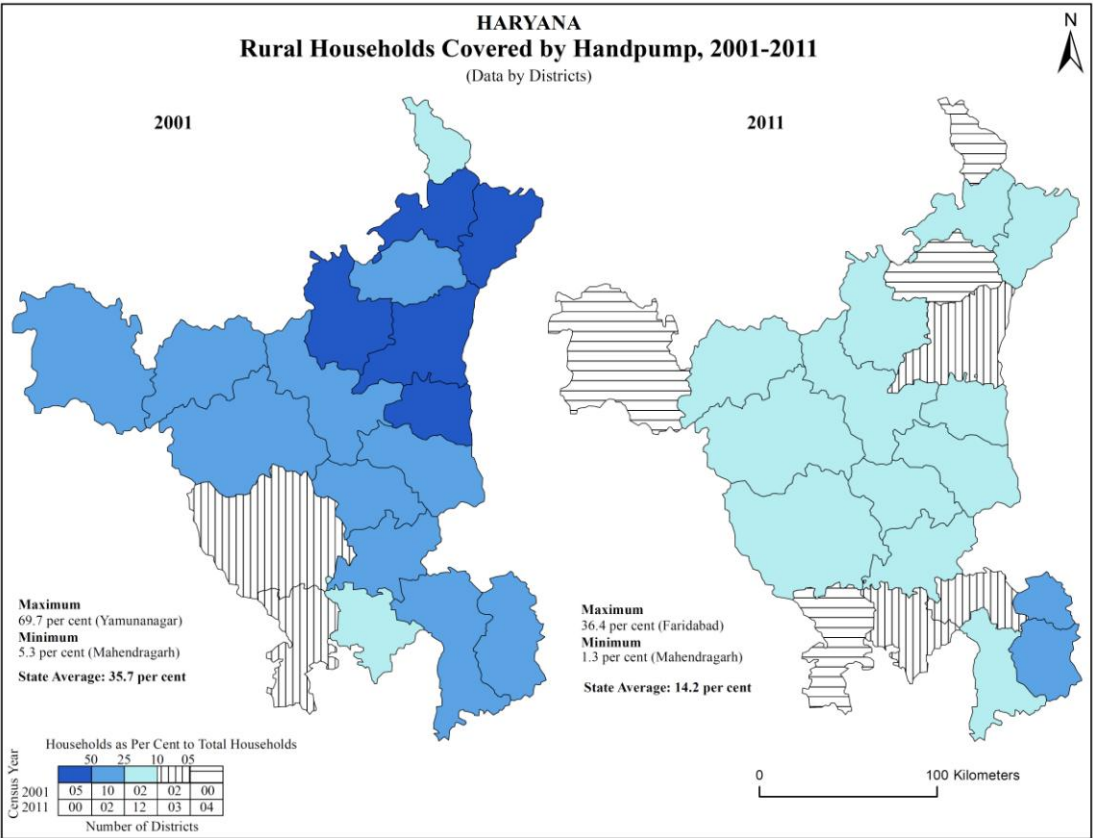 HARYANA
Rural Households Covered by Handpump, 2001-2011
(Data by Districts)
N
2001
2011
Maximum
69.7 per cent (Yamunanagar)
Minimum
5.3 per cent (Mahendragarh)
State Average: 35.7 per cent
Maximum
36.4 per cent (Faridabad)
Minimum
1.3 per cent (Mahendragarh)
State Average: 14.2 per cent
Households as Per Cent to Total Households
50 25 10 05
Census Year
2001 05 10 02 02 00
2011 00 02 12 03 04
Number of Districts
0 100 Kilometers